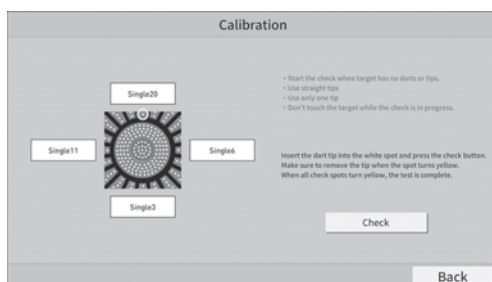 Calibration
Single20
Single11
Single6
Single3
・Start the check when target has no darts or tips.
・Use straight tips
・Use only one tip
・Don't touch the target while the check is in progress.
Insert the dart tip into the white spot and press the check button.
Make sure to remove the tip when the spot turns yellow.
When all check spots turn yellow, the test is complete.
Check
Back